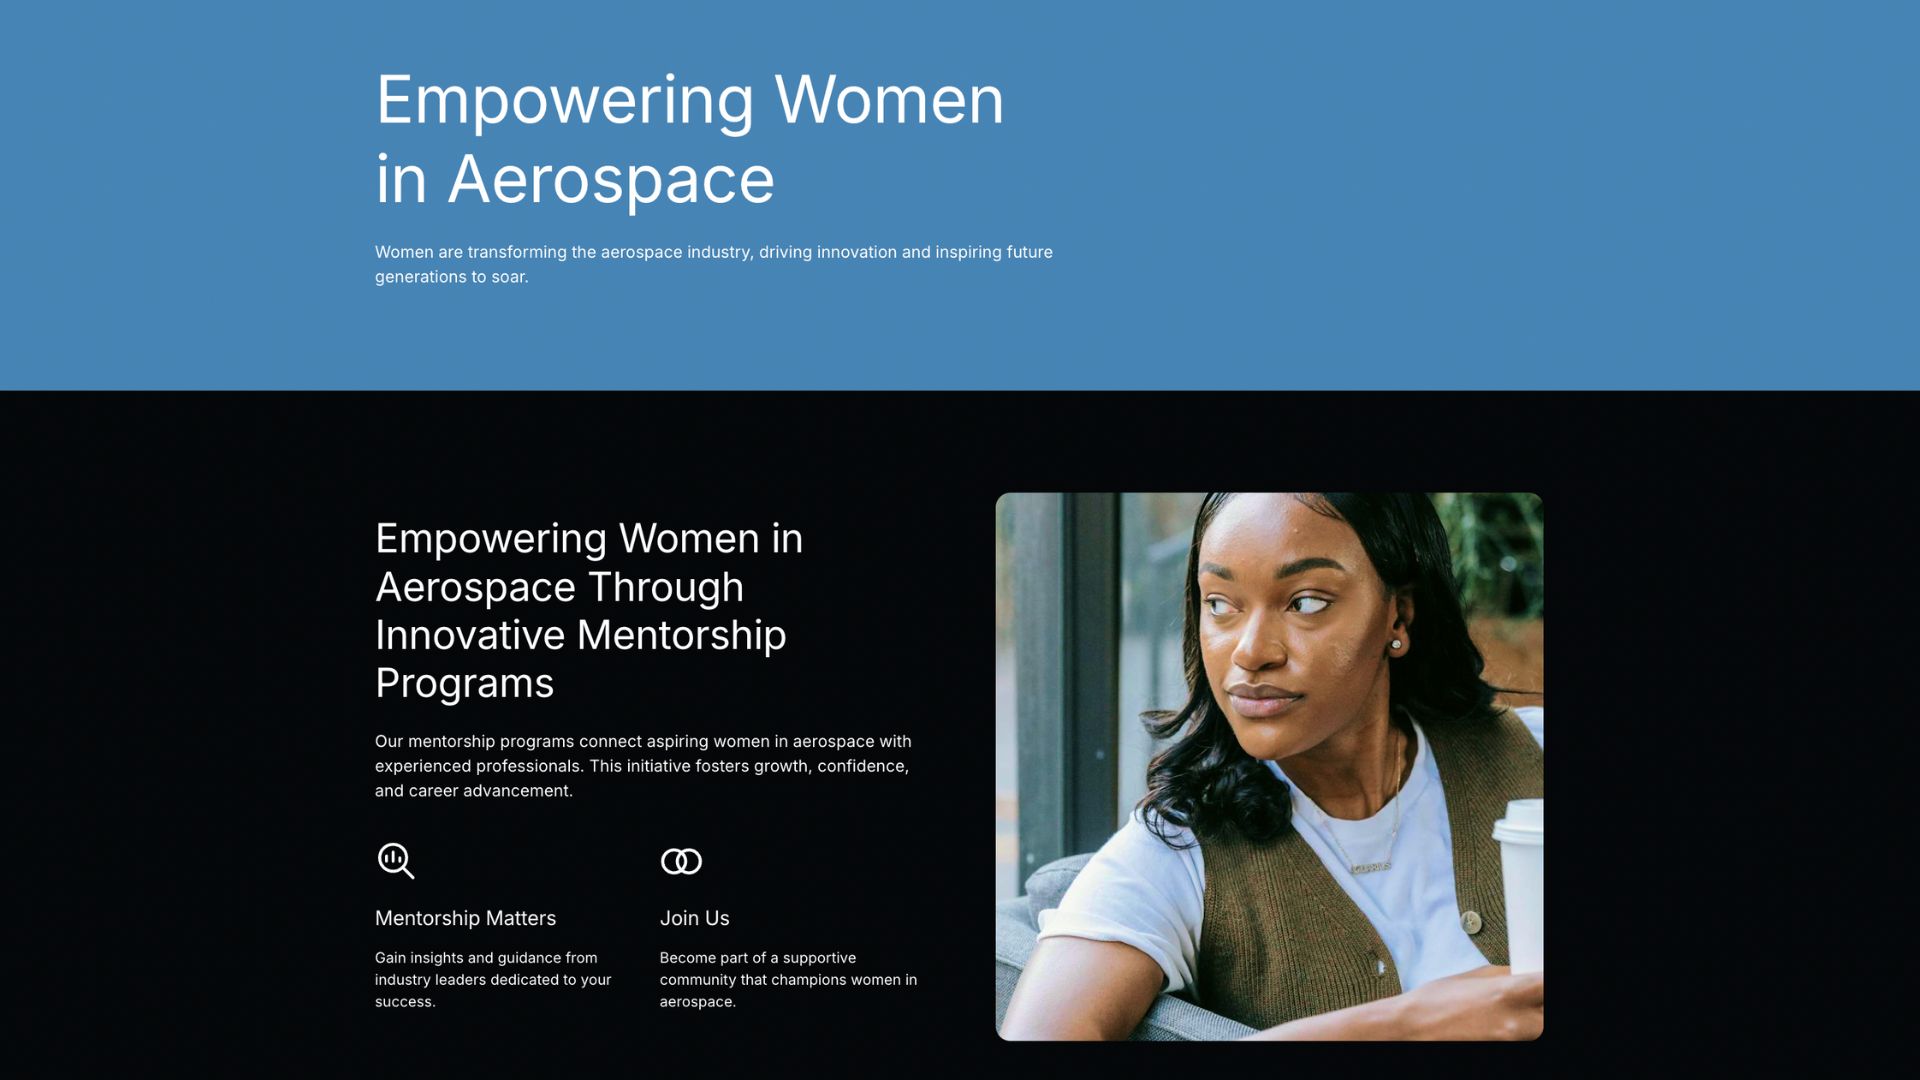 Empowering Women
in Aerospace
Women are transforming the aerospace industry, driving innovation and inspiring future
generations to soar.
Empowering Women in
Aerospace Through
Innovative Mentorship
Programs
Our mentorship programs connect aspiring women in aerospace with
experienced professionals. This initiative fosters growth, confidence,
and career advancement.
Mentorship Matters
Gain insights and guidance from
industry leaders dedicated to your
success.
Join Us
Become part of a supportive
community that champions women in
aerospace.